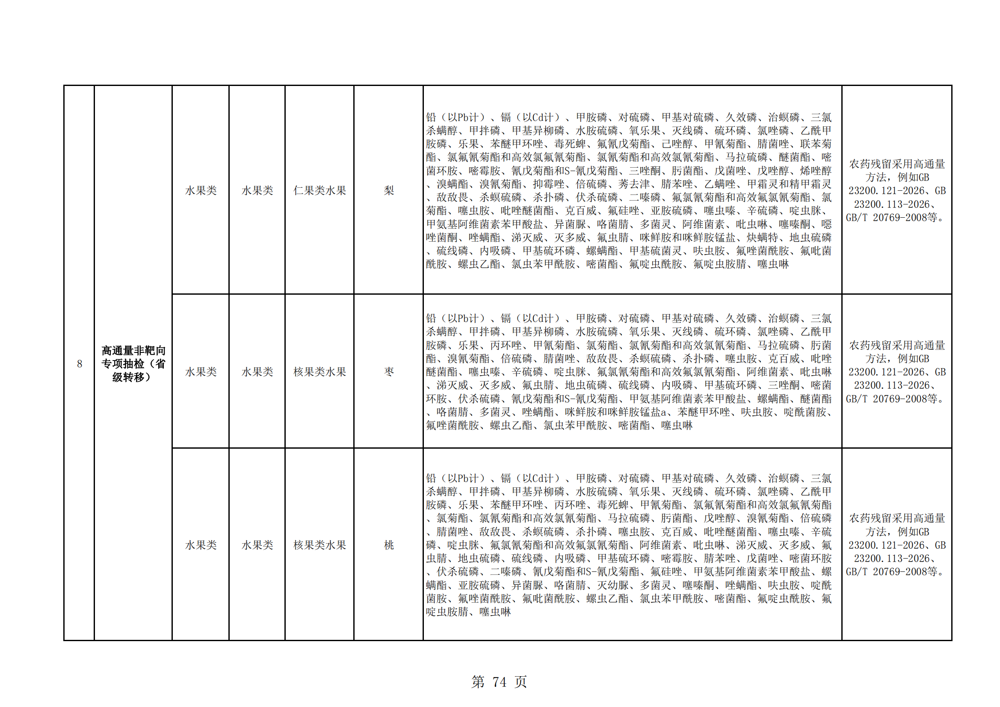 8
高通量非靶向
专项抽检（省
级转移）
水果类
水果类
仁果类水果
梨
铅（以Pb计）、镉（以Cd计）、甲胺磷、对硫磷、甲基对硫磷、久效磷、治螟磷、三氯
杀螨醇、甲拌磷、甲基异柳磷、水胺硫磷、氧乐果、灭线磷、硫环磷、氯唑磷、乙酰甲
胺磷、乐果、苯醚甲环唑、毒死蜱、氟氰戊菊酯、己唑醇、甲氰菊酯、腈菌唑、联苯菊
酯、氯氟氰菊酯和高效氯氟氰菊酯、氯氰菊酯和高效氯氰菊酯、马拉硫磷、醚菌酯、嘧
菌环胺、嘧霉胺、氰戊菊酯和S-氰戊菊酯、三唑酮、肟菌酯、戊菌唑、戊唑醇、烯唑醇
、溴螨酯、溴氰菊酯、抑霉唑、倍硫磷、莠去津、腈苯唑、乙螨唑、甲霜灵和精甲霜灵
、敌敌畏、杀螟硫磷、杀扑磷、伏杀硫磷、二嗪磷、氟氯氰菊酯和高效氟氯氰菊酯、氯
菊酯、噻虫胺、吡唑醚菌酯、克百威、氟硅唑、亚胺硫磷、噻虫嗪、辛硫磷、啶虫脒、
甲氨基阿维菌素苯甲酸盐、异菌脲、咯菌腈、多菌灵、阿维菌素、吡虫啉、噻嗪酮、噁
唑菌酮、唑螨酯、涕灭威、灭多威、氟虫腈、咪鲜胺和咪鲜胺锰盐、炔螨特、地虫硫磷
、硫线磷、内吸磷、甲基硫环磷、螺螨酯、甲基硫菌灵、呋虫胺、氟唑菌酰胺、氟吡菌
酰胺、螺虫乙酯、氯虫苯甲酰胺、嘧菌酯、氟啶虫酰胺、氟啶虫胺腈、噻虫啉
农药残留采用高通量
方法，例如GB
23200.121-2026、GB
23200.113-2026、
GB/T 20769-2008等。
水果类
水果类
核果类水果
枣
铅（以Pb计）、镉（以Cd计）、甲胺磷、对硫磷、甲基对硫磷、久效磷、治螟磷、三氯
杀螨醇、甲拌磷、甲基异柳磷、水胺硫磷、氧乐果、灭线磷、硫环磷、氯唑磷、乙酰甲
胺磷、乐果、丙环唑、甲氰菊酯、氯菊酯、氯氰菊酯和高效氯氰菊酯、马拉硫磷、肟菌
酯、溴氰菊酯、倍硫磷、腈菌唑、敌敌畏、杀螟硫磷、杀扑磷、噻虫胺、克百威、吡唑
醚菌酯、噻虫嗪、辛硫磷、啶虫脒、氟氯氰菊酯和高效氟氯氰菊酯、阿维菌素、吡虫啉
、涕灭威、灭多威、氟虫腈、地虫硫磷、硫线磷、内吸磷、甲基硫环磷、三唑酮、嘧菌
环胺、伏杀硫磷、氰戊菊酯和S-氰戊菊酯、甲氨基阿维菌素苯甲酸盐、螺螨酯、醚菌酯
、咯菌腈、多菌灵、唑螨酯、咪鲜胺和咪鲜胺锰盐a、苯醚甲环唑、呋虫胺、啶酰菌胺、
氟唑菌酰胺、螺虫乙酯、氯虫苯甲酰胺、嘧菌酯、噻虫啉
农药残留采用高通量
方法，例如GB
23200.121-2026、GB
23200.113-2026、
GB/T 20769-2008等。
水果类
水果类
核果类水果
桃
铅（以Pb计）、镉（以Cd计）、甲胺磷、对硫磷、甲基对硫磷、久效磷、治螟磷、三氯
杀螨醇、甲拌磷、甲基异柳磷、水胺硫磷、氧乐果、灭线磷、硫环磷、氯唑磷、乙酰甲
胺磷、乐果、苯醚甲环唑、丙环唑、毒死蜱、甲氰菊酯、氯氟氰菊酯和高效氯氟氰菊酯
、氯菊酯、氯氰菊酯和高效氯氰菊酯、马拉硫磷、肟菌酯、戊唑醇、溴氰菊酯、倍硫磷
、腈菌唑、敌敌畏、杀螟硫磷、杀扑磷、噻虫胺、克百威、吡唑醚菌酯、噻虫嗪、辛硫
磷、啶虫脒、氟氯氰菊酯和高效氟氯氰菊酯、阿维菌素、吡虫啉、涕灭威、灭多威、氟
虫腈、地虫硫磷、硫线磷、内吸磷、甲基硫环磷、嘧霉胺、腈苯唑、戊菌唑、嘧菌环胺
、伏杀硫磷、二嗪磷、氰戊菊酯和S-氰戊菊酯、氟硅唑、甲氨基阿维菌素苯甲酸盐、螺
螨酯、亚胺硫磷、异菌脲、咯菌腈、灭幼脲、多菌灵、噻嗪酮、唑螨酯、呋虫胺、啶酰
菌胺、氟唑菌酰胺、氟吡菌酰胺、螺虫乙酯、氯虫苯甲酰胺、嘧菌酯、氟啶虫酰胺、氟
啶虫胺腈、噻虫啉
农药残留采用高通量
方法，例如GB
23200.121-2026、GB
23200.113-2026、
GB/T 20769-2008等。
第 74 页